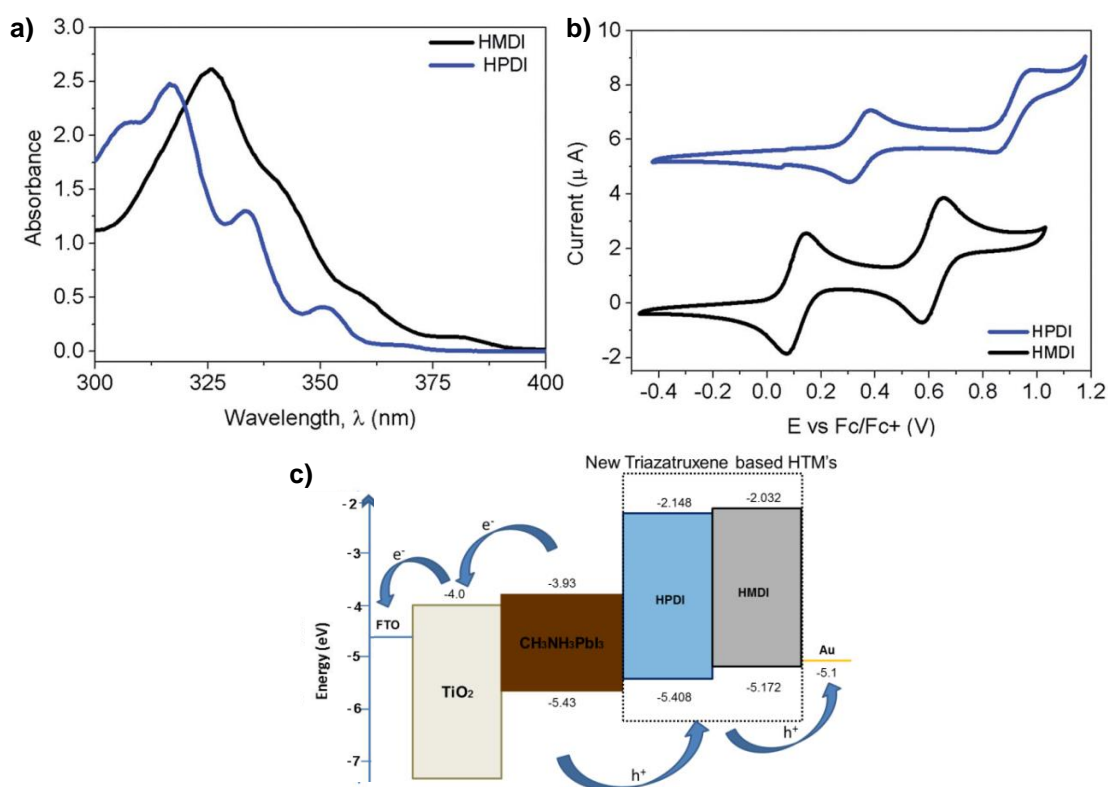 a)
3.0
2.5
2.0
1.5
1.0
0.5
0.0
Absorbance
300 325 350 375 400
Wavelength, λ (nm)
HMDI
HPDI
b)
10
8
6
4
2
0
-2
Current (μ A)
-0.4 -0.2 0.0 0.2 0.4 0.6 0.8 1.0 1.2
E vs Fc/Fc+ (V)
HPDI
HMDI
c)
New Triazatruxene based HTM's
Energy (eV)
-2
-3
-4
-5
-6
-7
FTO
e-
e-
-4.0
TiO2
-3.93
CH3NH3PbI3
-5.43
-2.148
HPDI
-5.408
-2.032
HMDI
-5.172
Au
-5.1
h+
h+